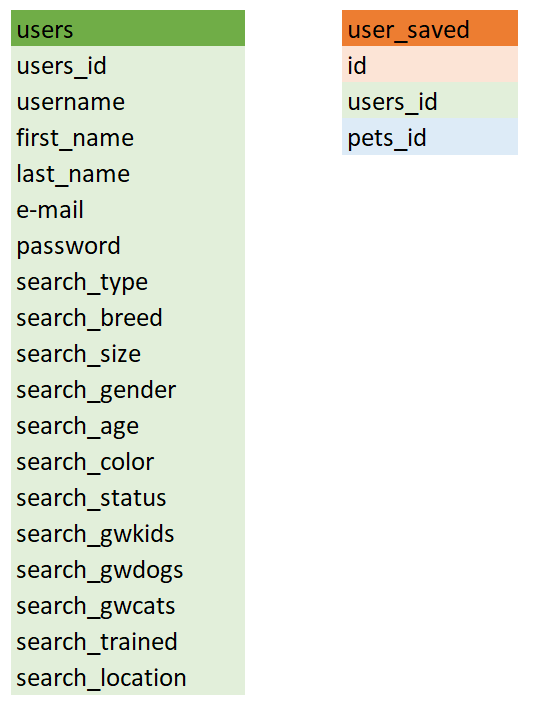 users
users_id
username
first_name
last_name
e-mail
password
search_type
search_breed
search_size
search_gender
search_age
search_color
search_status
search_gwkids
search_gwdogs
search_gwcats
search_trained
search_location
user_saved
id
users_id
pets_id